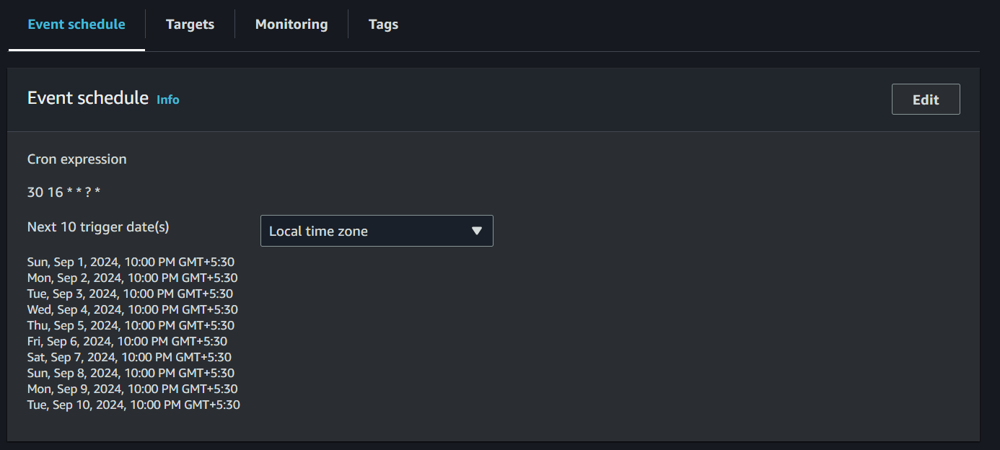 Event schedule Targets Monitoring Tags
Event schedule Info
Edit
Cron expression
30 16 * * ? *
Next 10 trigger date(s)
Local time zone
Sun, Sep 1, 2024, 10:00 PM GMT+5:30
Mon, Sep 2, 2024, 10:00 PM GMT+5:30
Tue, Sep 3, 2024, 10:00 PM GMT+5:30
Wed, Sep 4, 2024, 10:00 PM GMT+5:30
Thu, Sep 5, 2024, 10:00 PM GMT+5:30
Fri, Sep 6, 2024, 10:00 PM GMT+5:30
Sat, Sep 7, 2024, 10:00 PM GMT+5:30
Sun, Sep 8, 2024, 10:00 PM GMT+5:30
Mon, Sep 9, 2024, 10:00 PM GMT+5:30
Tue, Sep 10, 2024, 10:00 PM GMT+5:30